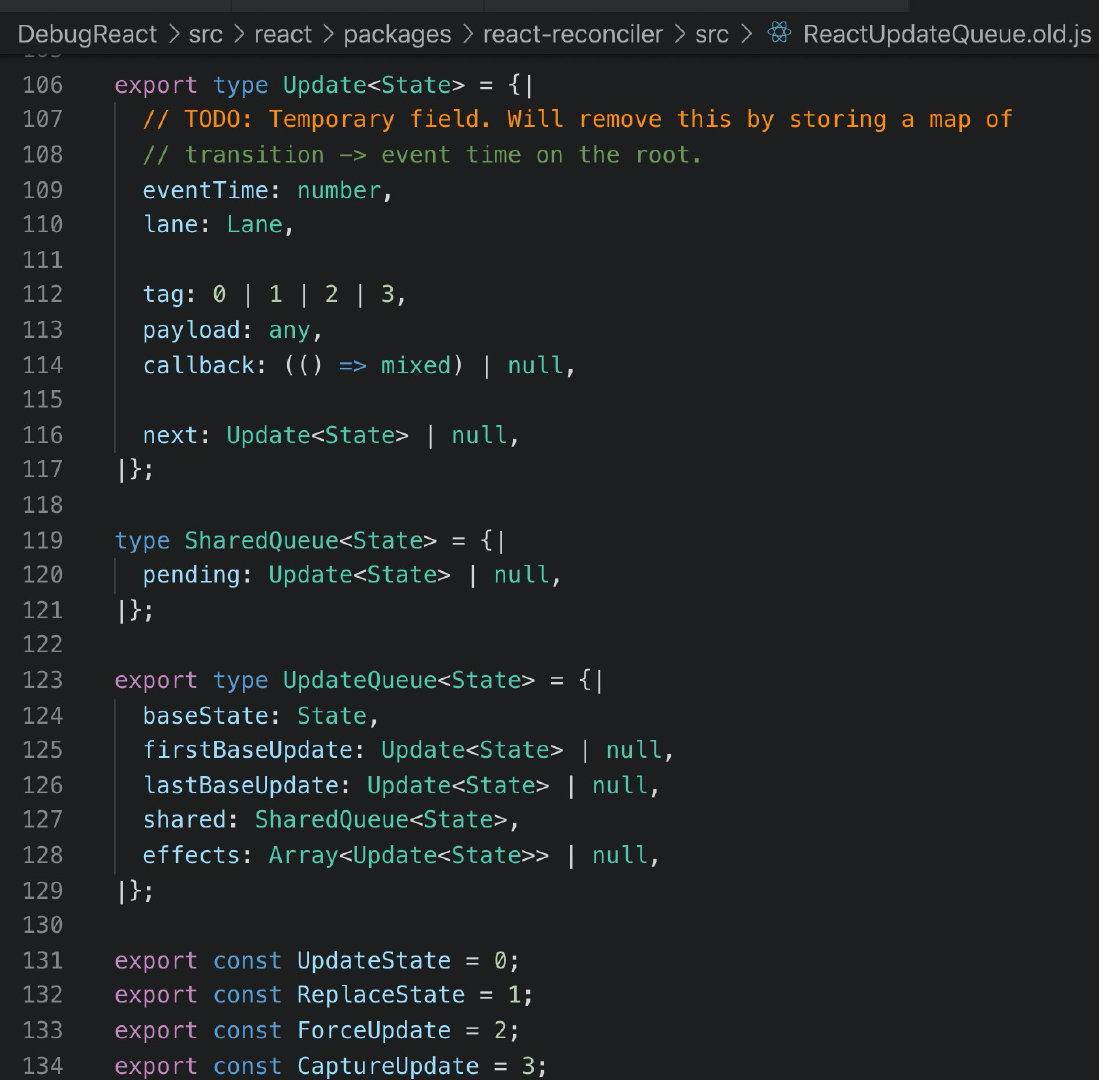 DebugReact > src > react > packages > react-reconciler > src > ReactUpdateQueue.old.js
106 export type Update<State> = {|
107 // TODO: Temporary field. Will remove this by storing a map of
108 // transition -> event time on the root.
109 eventTime: number,
110 lane: Lane,
111
112 tag: 0 | 1 | 2 | 3,
113 payload: any,
114 callback: (() => mixed) | null,
115
116 next: Update<State> | null,
117 |};
118
119 type SharedQueue<State> = {|
120 pending: Update<State> | null,
121 |};
122
123 export type UpdateQueue<State> = {|
124 baseState: State,
125 firstBaseUpdate: Update<State> | null,
126 lastBaseUpdate: Update<State> | null,
127 shared: SharedQueue<State>,
128 effects: Array<Update<State>> | null,
129 |};
130
131 export const UpdateState = 0;
132 export const ReplaceState = 1;
133 export const ForceUpdate = 2;
134 export const CaptureUpdate = 3;